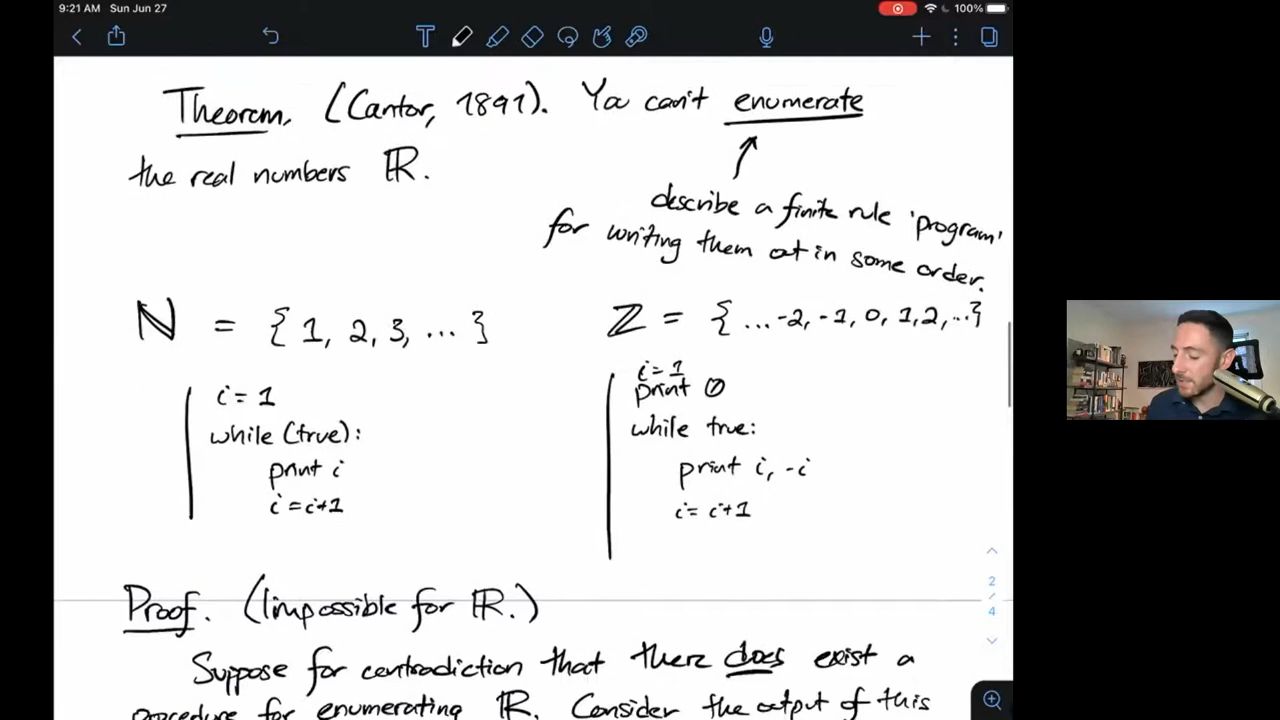 9:21 AM Sun Jun 27
100%
Theorem. (Cantor, 1891). You can't enumerate
the real numbers ℝ.
describe a finite rule 'program'
for writing them out in some order.
ℕ = { 1, 2, 3, ... }
ℤ = { ... -2, -1, 0, 1, 2, ... }
i = 1
while (true):
print i
i = i+1
i = 1
print 0
while true:
print i, -i
i = i+1
Proof. (Impossible for ℝ.)
Suppose for contradiction that there does exist a
procedure for enumerating ℝ. Consider the output of this
2
/
4